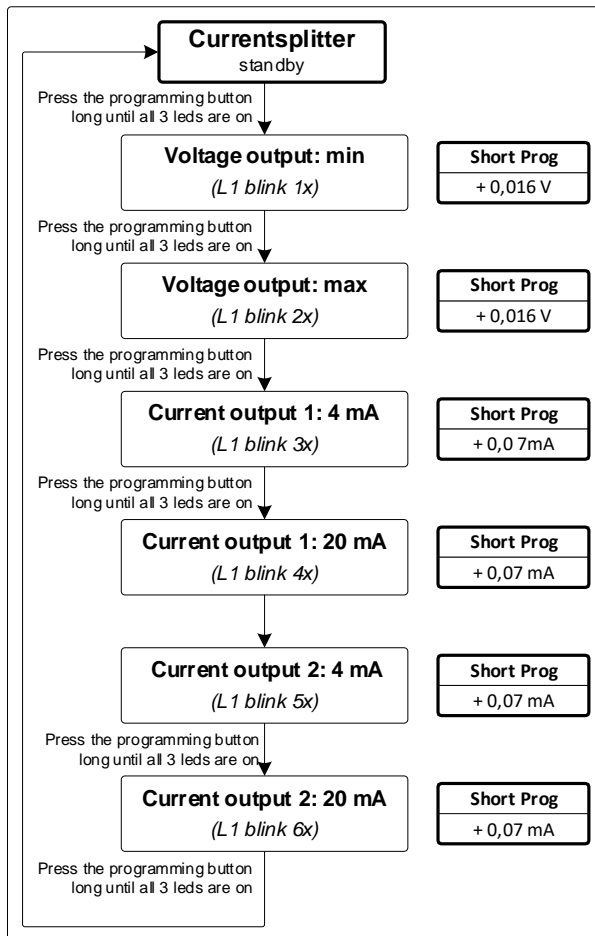 Currentsplitter
standby
Press the programming button
long until all 3 leds are on
Voltage output: min
(L1 blink 1x)
Short Prog
+ 0,016 V
Press the programming button
long until all 3 leds are on
Voltage output: max
(L1 blink 2x)
Short Prog
+ 0,016 V
Press the programming button
long until all 3 leds are on
Current output 1: 4 mA
(L1 blink 3x)
Short Prog
+ 0,0 7mA
Press the programming button
long until all 3 leds are on
Current output 1: 20 mA
(L1 blink 4x)
Short Prog
+ 0,07 mA
Current output 2: 4 mA
(L1 blink 5x)
Short Prog
+ 0,07 mA
Press the programming button
long until all 3 leds are on
Current output 2: 20 mA
(L1 blink 6x)
Short Prog
+ 0,07 mA
Press the programming button
long until all 3 leds are on